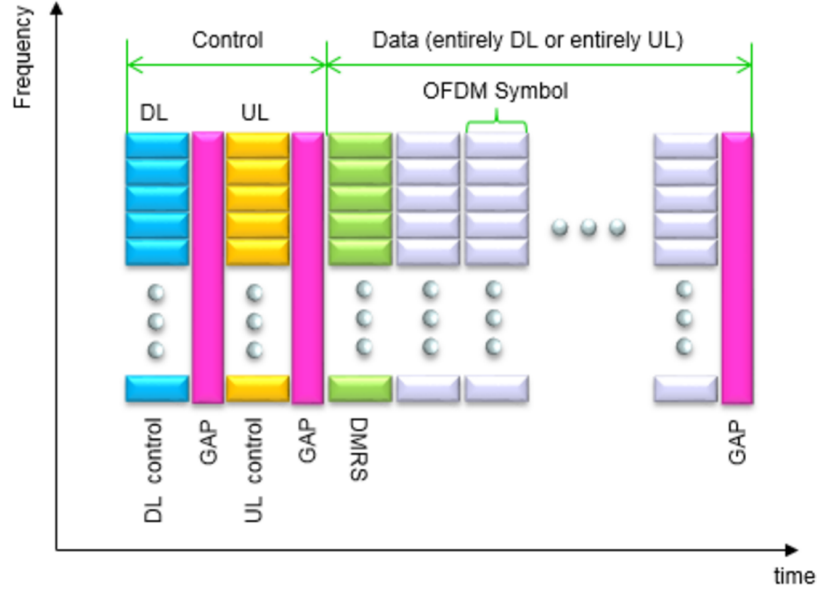 Frequency
Control
Data (entirely DL or entirely UL)
OFDM Symbol
DL
UL
DL control
GAP
UL control
GAP
DMRS
GAP
time